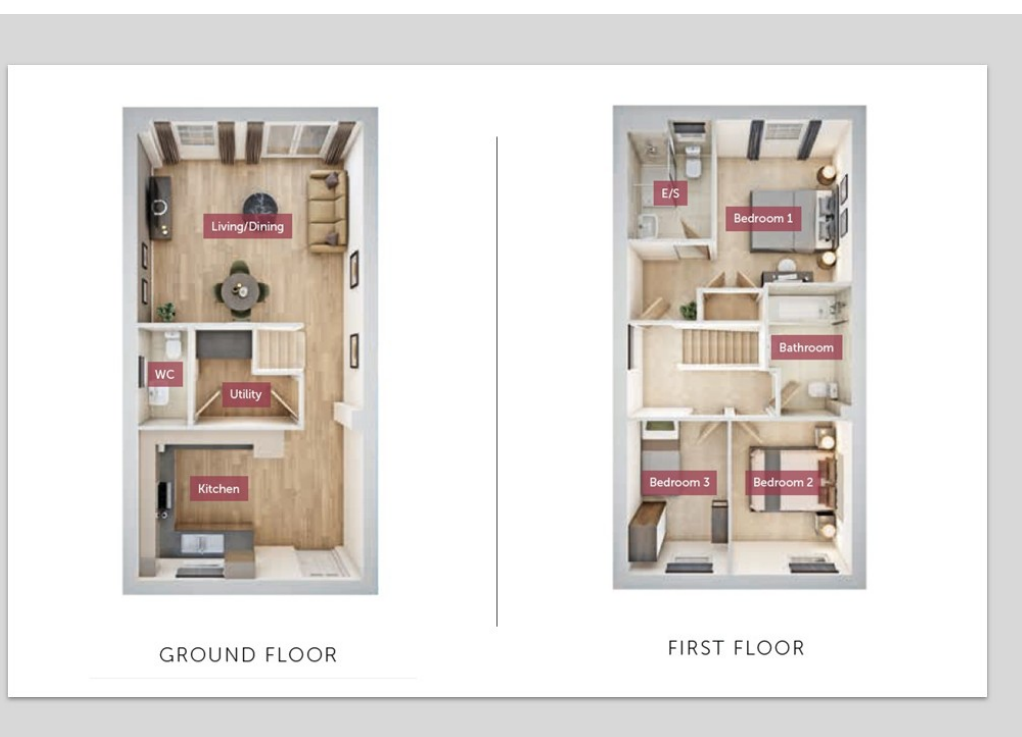 Living/Dining
WC
Utility
Kitchen
GROUND FLOOR
E/S
Bedroom 1
Bathroom
Bedroom 3
Bedroom 2
FIRST FLOOR